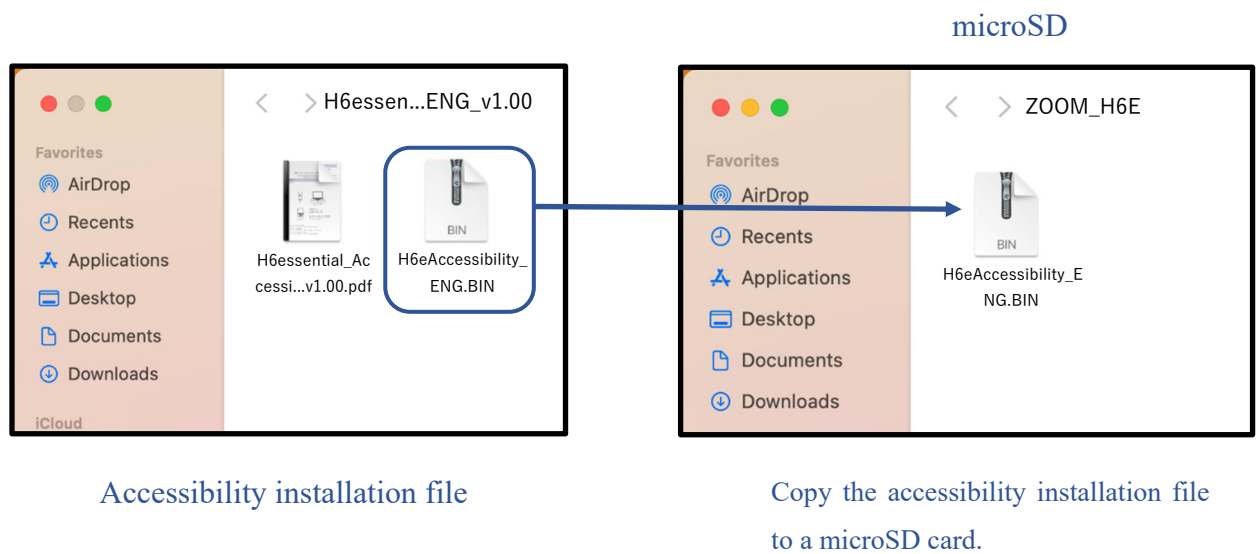 microSD
H6essen...ENG_v1.00
Favorites
AirDrop
Recents
Applications
Desktop
Documents
Downloads
iCloud
H6essential_Ac
cessi...v1.00.pdf
BIN
H6eAccessibility_
ENG.BIN
ZOOM_H6E
Favorites
AirDrop
Recents
Applications
Desktop
Documents
Downloads
BIN
H6eAccessibility_E
NG.BIN
Accessibility installation file
Copy the accessibility installation file
to a microSD card.